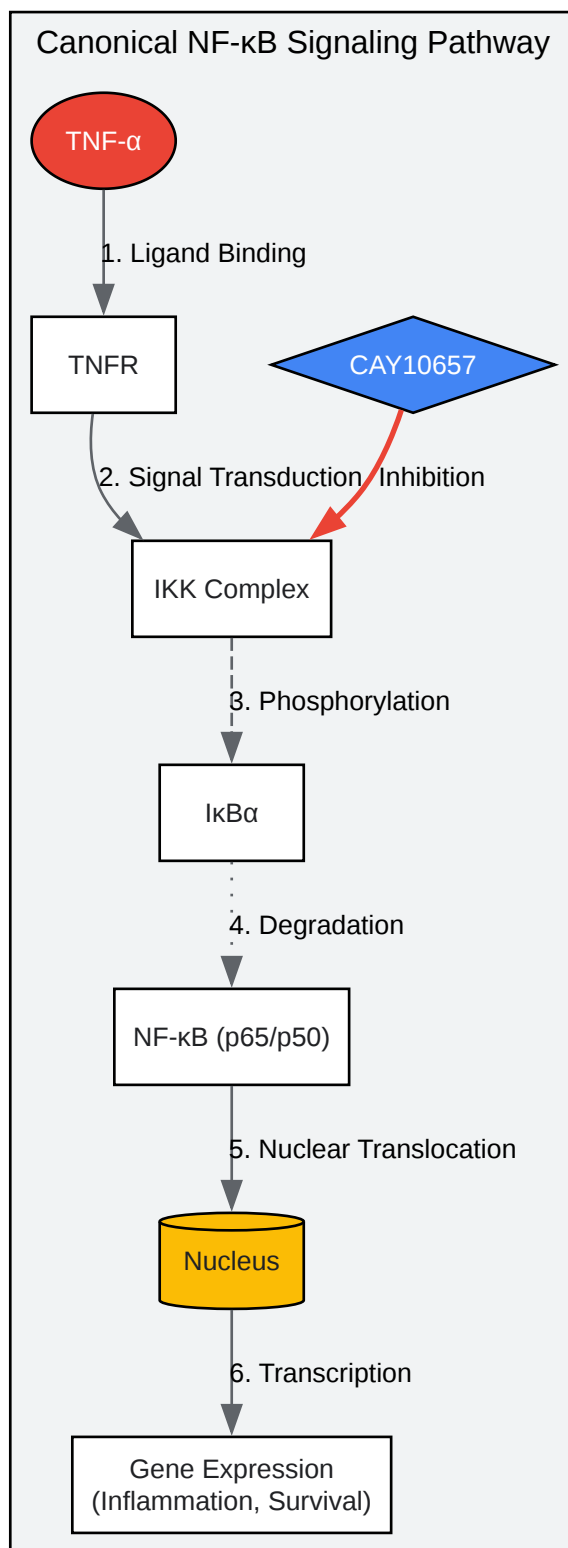 Canonical NF-κB Signaling Pathway
TNF-α
1. Ligand Binding
TNFR
CAY10657
2. Signal Transduction
Inhibition
IKK Complex
3. Phosphorylation
IκBα
4. Degradation
NF-κB (p65/p50)
5. Nuclear Translocation
Nucleus
6. Transcription
Gene Expression
(Inflammation, Survival)